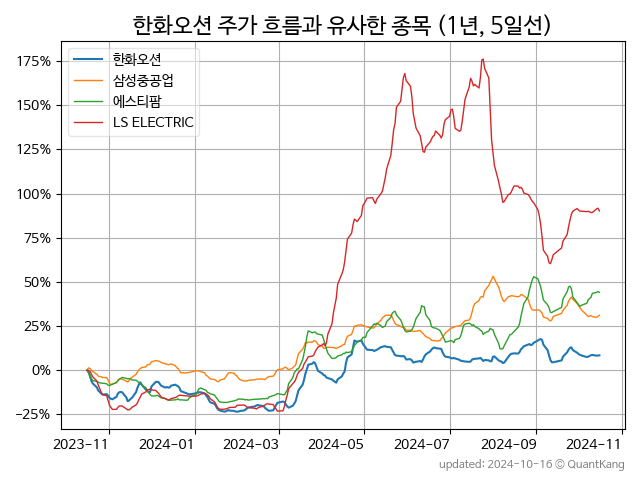 한화오션 주가 흐름과 유사한 종목 (1년, 5일선)
한화오션
삼성중공업
에스티팜
LS ELECTRIC
175%
150%
125%
100%
75%
50%
25%
0%
−25%
2023-11 2024-01 2024-03 2024-05 2024-07 2024-09 2024-11
updated: 2024-10-16 © QuantKang